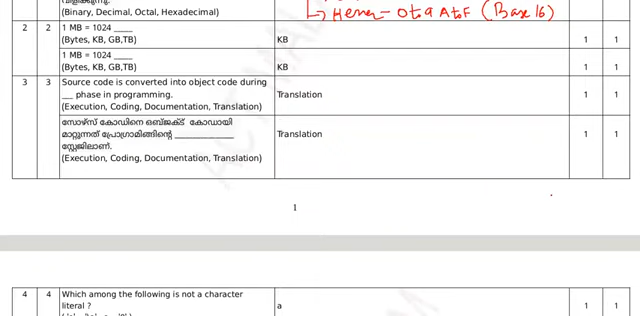 വിളിക്കുന്നു.
(Binary, Decimal, Octal, Hexadecimal)
↳ Hexa - 0 to 9 A to F (Base 16)
2 2 1 MB = 1024 ____
(Bytes, KB, GB,TB) KB 1 1
1 MB = 1024 ____
(Bytes, KB, GB,TB) KB 1 1
3 3 Source code is converted into object code during
__ phase in programming. Translation 1 1
(Execution, Coding, Documentation, Translation)
സോഴ്സ് കോഡിനെ ഒബ്ജക്ട് കോഡായി
മാറ്റുന്നത് പ്രോഗ്രാമിങ്ങിന്റെ ______________ Translation 1 1
സ്റ്റേജിലാണ്.
(Execution, Coding, Documentation, Translation)
1
4 4 Which among the following is not a character
literal ? a 1 1